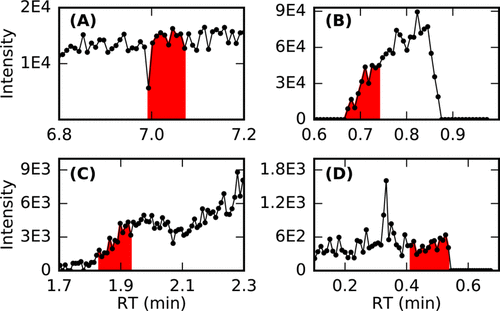 (A)
2E4
1E4
Intensity
6.8 7.0 7.2
(B)
9E4
6E4
3E4
0
0.6 0.7 0.8 0.9
(C)
9E3
6E3
3E3
0
Intensity
1.7 1.9 2.1 2.3
RT (min)
(D)
1.8E3
1.2E3
6E2
0
0.2 0.4 0.6
RT (min)